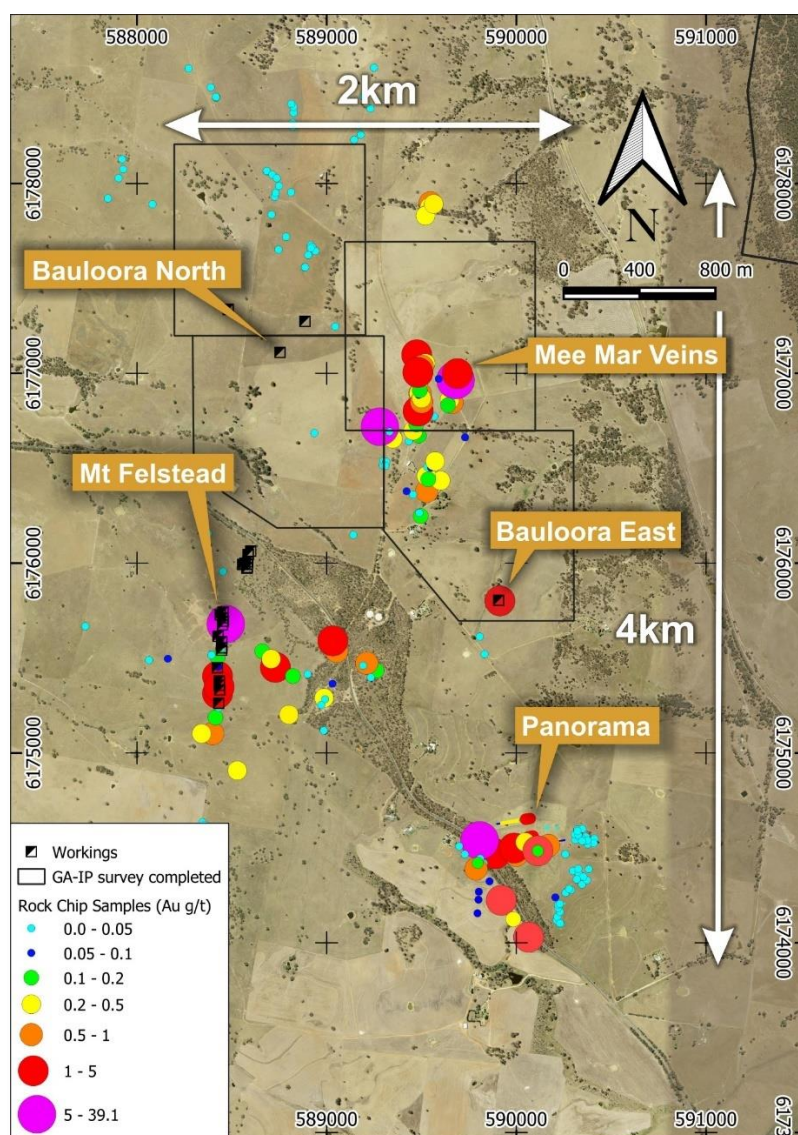 588000
589000
590000
591000
2km
6178000
6178000
N
Bauloora North
0 400 800 m
6177000
Mee Mar Veins
6177000
Mt Felstead
6176000
Bauloora East
6176000
4km
6175000
Panorama
6175000
Workings
GA-IP survey completed
Rock Chip Samples (Au g/t)
0.0 - 0.05
0.05 - 0.1
0.1 - 0.2
0.2 - 0.5
0.5 - 1
1 - 5
5 - 39.1
6174000
589000
590000
591000